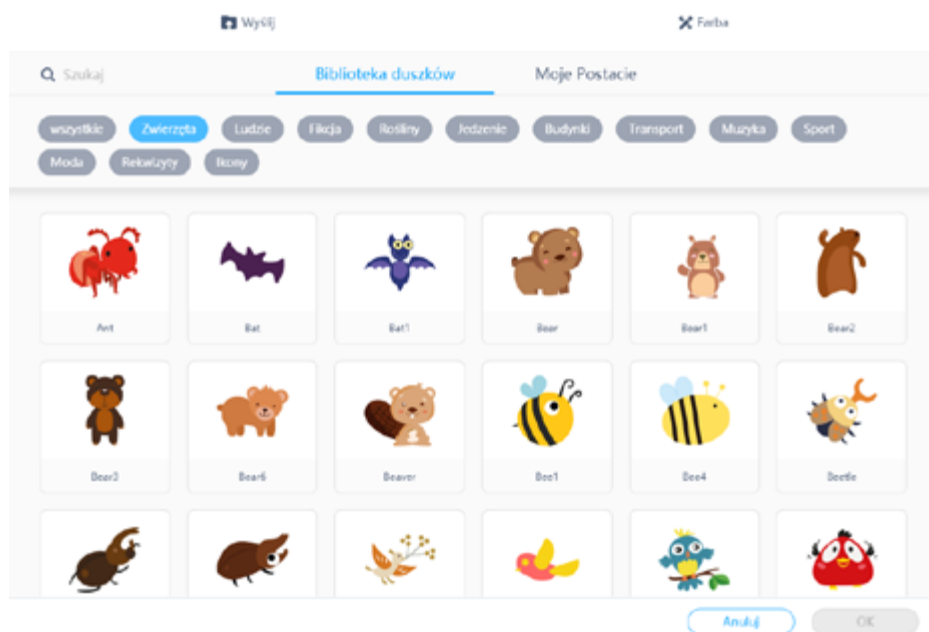 Wyślij Farba
Szukaj Biblioteka duszków Moje Postacie
wszystkie Zwierzęta Ludzie Fikcja Rośliny Jedzenie Budynki Transport Muzyka Sport
Moda Rekwizyty Ikony
Ant Bat Bat1 Bear Bear1 Bear2
Bear3 Bear6 Beaver Bee1 Bee4 Beetle
Anuluj OK